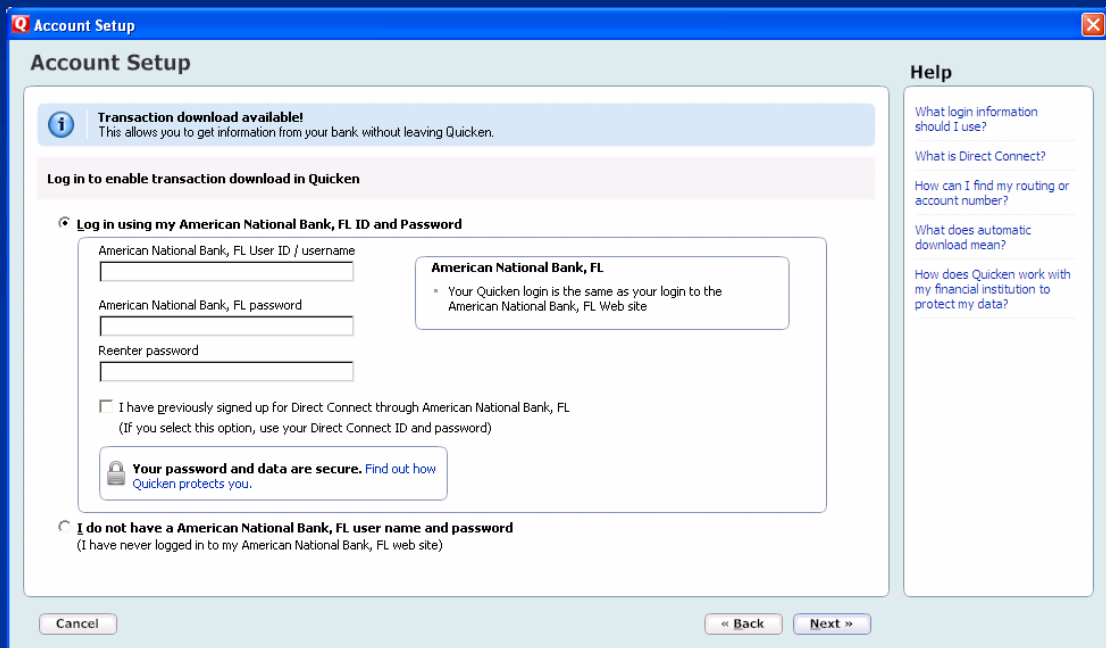 Q Account Setup
Account Setup
Transaction download available!
This allows you to get information from your bank without leaving Quicken.
Log in to enable transaction download in Quicken
Log in using my American National Bank, FL ID and Password
American National Bank, FL User ID / username
American National Bank, FL password
Reenter password
American National Bank, FL
Your Quicken login is the same as your login to the
American National Bank, FL Web site
I have previously signed up for Direct Connect through American National Bank, FL
(If you select this option, use your Direct Connect ID and password)
Your password and data are secure. Find out how
Quicken protects you.
I do not have a American National Bank, FL user name and password
(I have never logged in to my American National Bank, FL web site)
Cancel
« Back
Next »
Help
What login information
should I use?
What is Direct Connect?
How can I find my routing or
account number?
What does automatic
download mean?
How does Quicken work with
my financial institution to
protect my data?